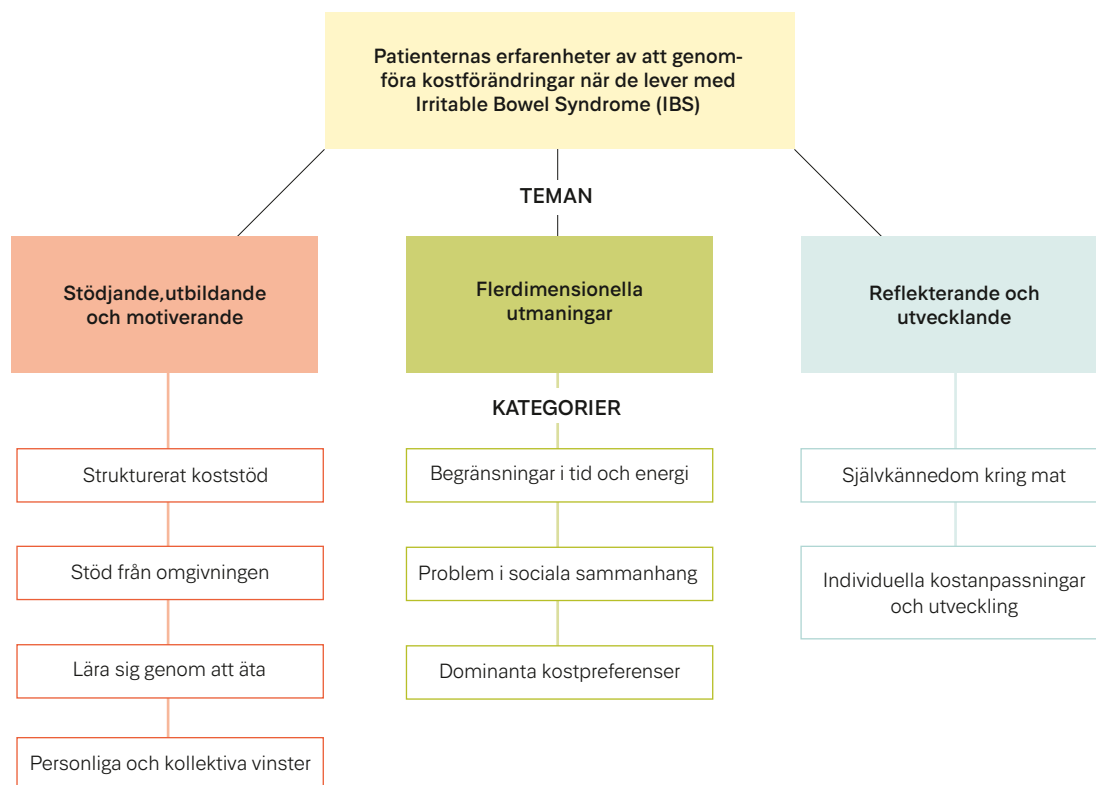 Patienternas erfarenheter av att genom-
föra kostförändringar när de lever med
Irritable Bowel Syndrome (IBS)
TEMAN
Stödjande,utbildande
och motiverande
Flerdimensionella
utmaningar
Reflekterande och
utvecklande
KATEGORIER
Strukturerat koststöd
Stöd från omgivningen
Lära sig genom att äta
Personliga och kollektiva vinster
Begränsningar i tid och energi
Problem i sociala sammanhang
Dominanta kostpreferenser
Självkännedom kring mat
Individuella kostanpassningar
och utveckling